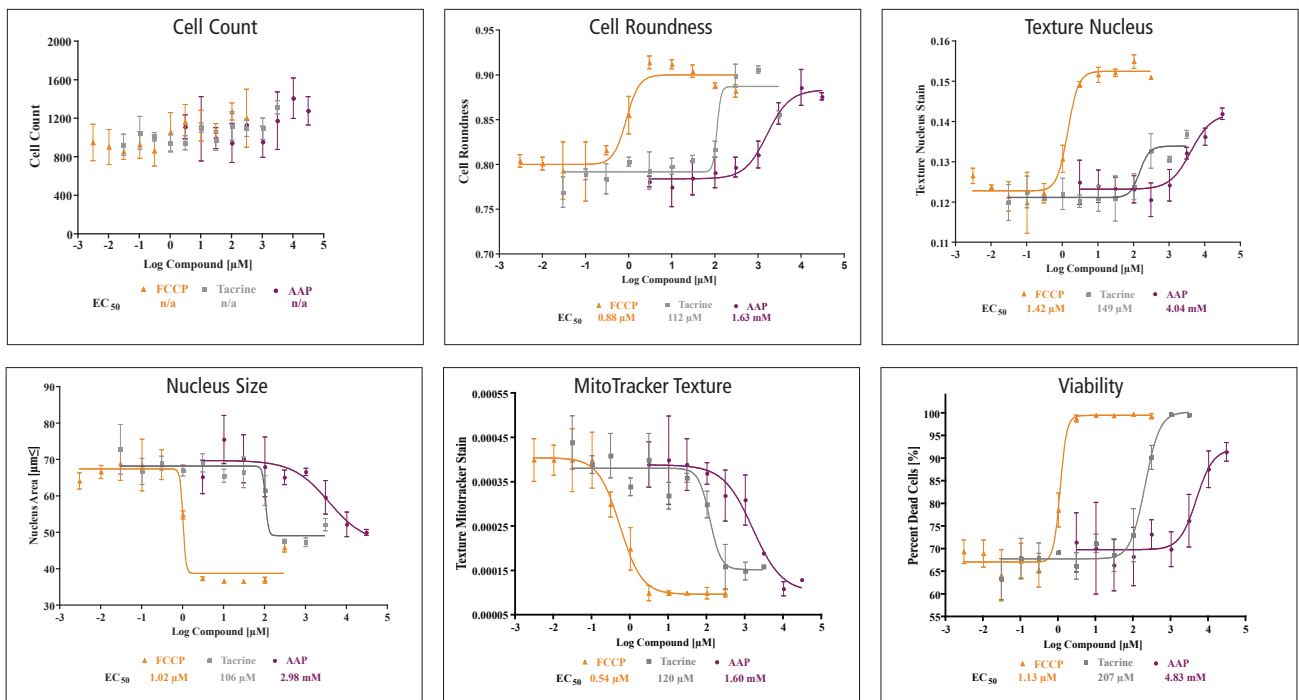 Cell Count
2000
1600
1200
900
600
300
0
Cell Count
-3 -2 -1 0 1 2 3 4 5
Log Compound [µM]
FCCP Tacrine AAP
EC50 n/a n/a n/a
Cell Roundness
0.95
0.90
0.85
0.80
0.75
0.70
Cell Roundness
-3 -2 -1 0 1 2 3 4 5
Log Compound [µM]
FCCP Tacrine AAP
EC50 0.88 µM 112 µM 1.63 mM
Texture Nucleus
0.16
0.15
0.14
0.13
0.12
0.11
Texture Nucleus Stain
-3 -2 -1 0 1 2 3 4 5
Log Compound [µM]
FCCP Tacrine AAP
EC50 1.42 µM 149 µM 4.04 mM
Nucleus Size
90
80
70
60
50
40
30
Nucleus Area [µm≤]
-3 -2 -1 0 1 2 3 4 5
Log Compound [µM]
FCCP Tacrine AAP
EC50 1.02 µM 106 µM 2.98 mM
MitoTracker Texture
0.00045
0.00045
0.00035
0.00025
0.00015
0.00005
Texture Mitotracker Stain
-3 -2 -1 0 1 2 3 4 5
Log Compound [µM]
FCCP Tacrine AAP
EC50 0.54 µM 120 µM 1.60 mM
Viability
100
95
90
85
80
75
70
65
60
55
Percent Dead Cells [%]
-3 -2 -1 0 1 2 3 4 5
Log Compound [µM]
FCCP Tacrine AAP
EC50 1.13 µM 207 µM 4.83 mM